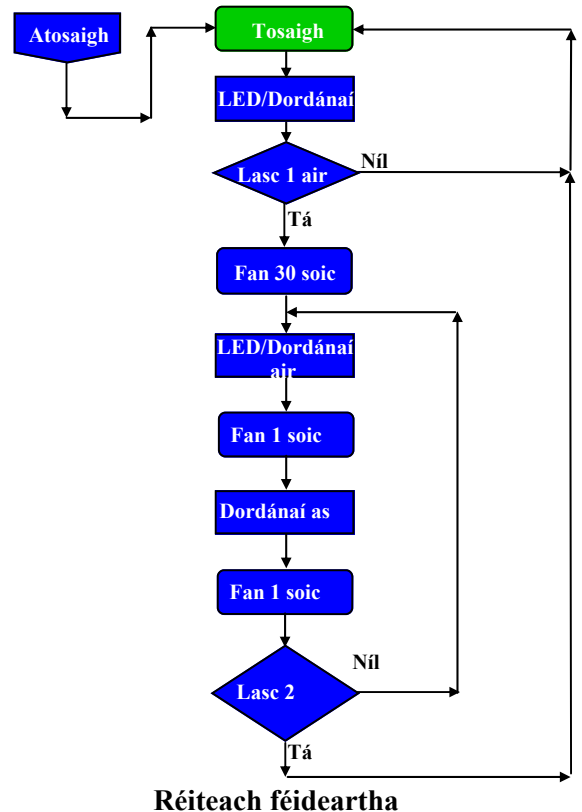 Atosaigh
Tosaigh
LED/Dordánaí
Lasc 1 air
Níl
Tá
Fan 30 soic
LED/Dordánaí
air
Fan 1 soic
Dordánaí as
Fan 1 soic
Lasc 2
Níl
Tá
Réiteach féideartha